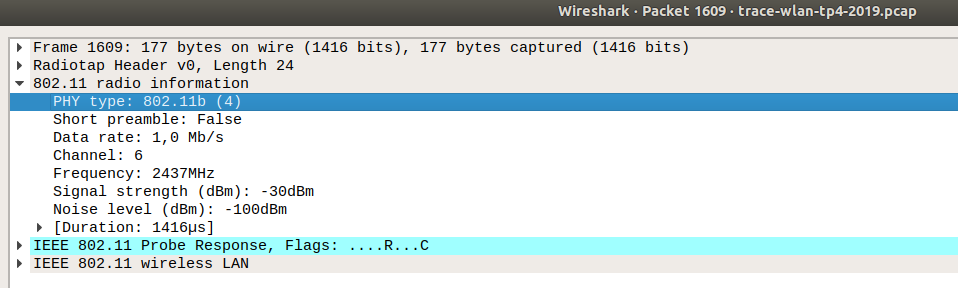 Wireshark · Packet 1609 · trace-wlan-tp4-2019.pcap
Frame 1609: 177 bytes on wire (1416 bits), 177 bytes captured (1416 bits)
Radiotap Header v0, Length 24
802.11 radio information
PHY type: 802.11b (4)
Short preamble: False
Data rate: 1,0 Mb/s
Channel: 6
Frequency: 2437MHz
Signal strength (dBm): -30dBm
Noise level (dBm): -100dBm
[Duration: 1416µs]
IEEE 802.11 Probe Response, Flags: ....R...C
IEEE 802.11 wireless LAN